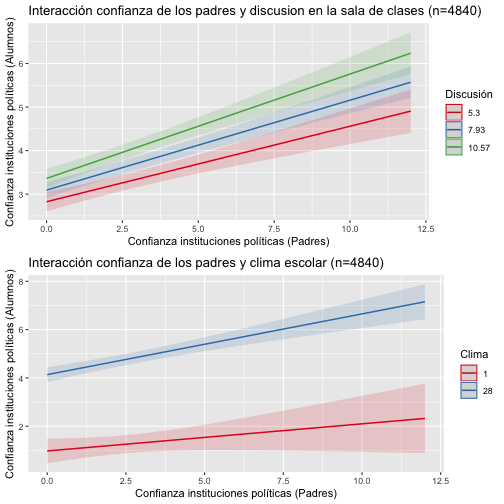 Interacción confianza de los padres y discusion en la sala de clases (n=4840)
Confianza instituciones políticas (Alumnos)
6
5
4
3
0.0 2.5 5.0 7.5 10.0 12.5
Confianza instituciones políticas (Padres)
Discusión
5.3
7.93
10.57
Interacción confianza de los padres y clima escolar (n=4840)
Confianza instituciones políticas (Alumnos)
8
6
4
2
0.0 2.5 5.0 7.5 10.0 12.5
Confianza instituciones políticas (Padres)
Clima
1
28